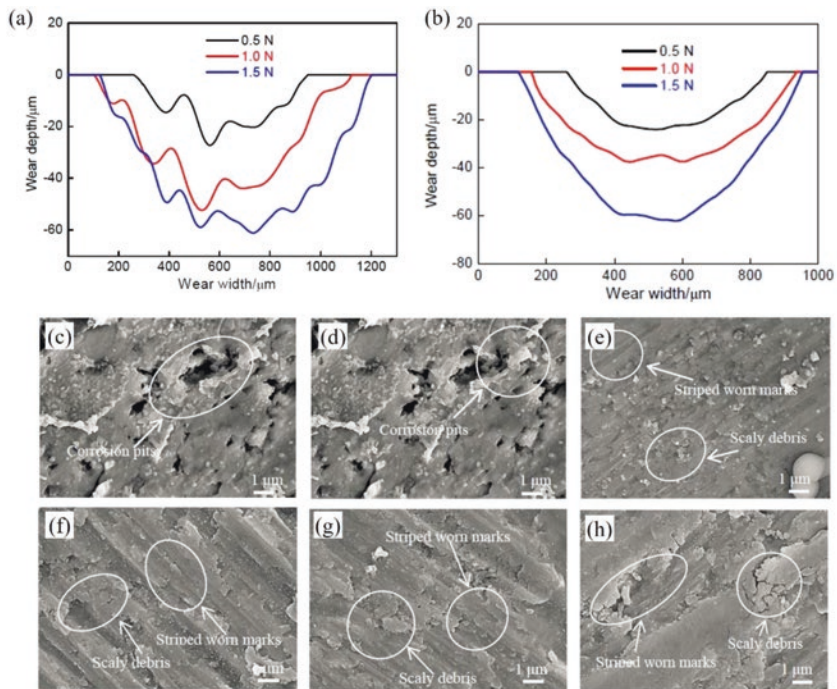 (a)
20
0
-20
-40
-60
Wear depth/μm
0.5 N
1.0 N
1.5 N
0 200 400 600 800 1000 1200
Wear width/μm
(b)
20
0
-20
-40
-60
-80
Wear depth/μm
0.5 N
1.0 N
1.5 N
0 200 400 600 800 1000
Wear width/μm
(c)
Corrosion pits
1 μm
(d)
Corrosion pits
1 μm
(e)
Striped worn marks
Scaly debris
1 μm
(f)
Striped worn marks
Scaly debris
1 μm
(g)
Striped worn marks
Scaly debris
1 μm
(h)
Striped worn marks
Scaly debris
1 μm